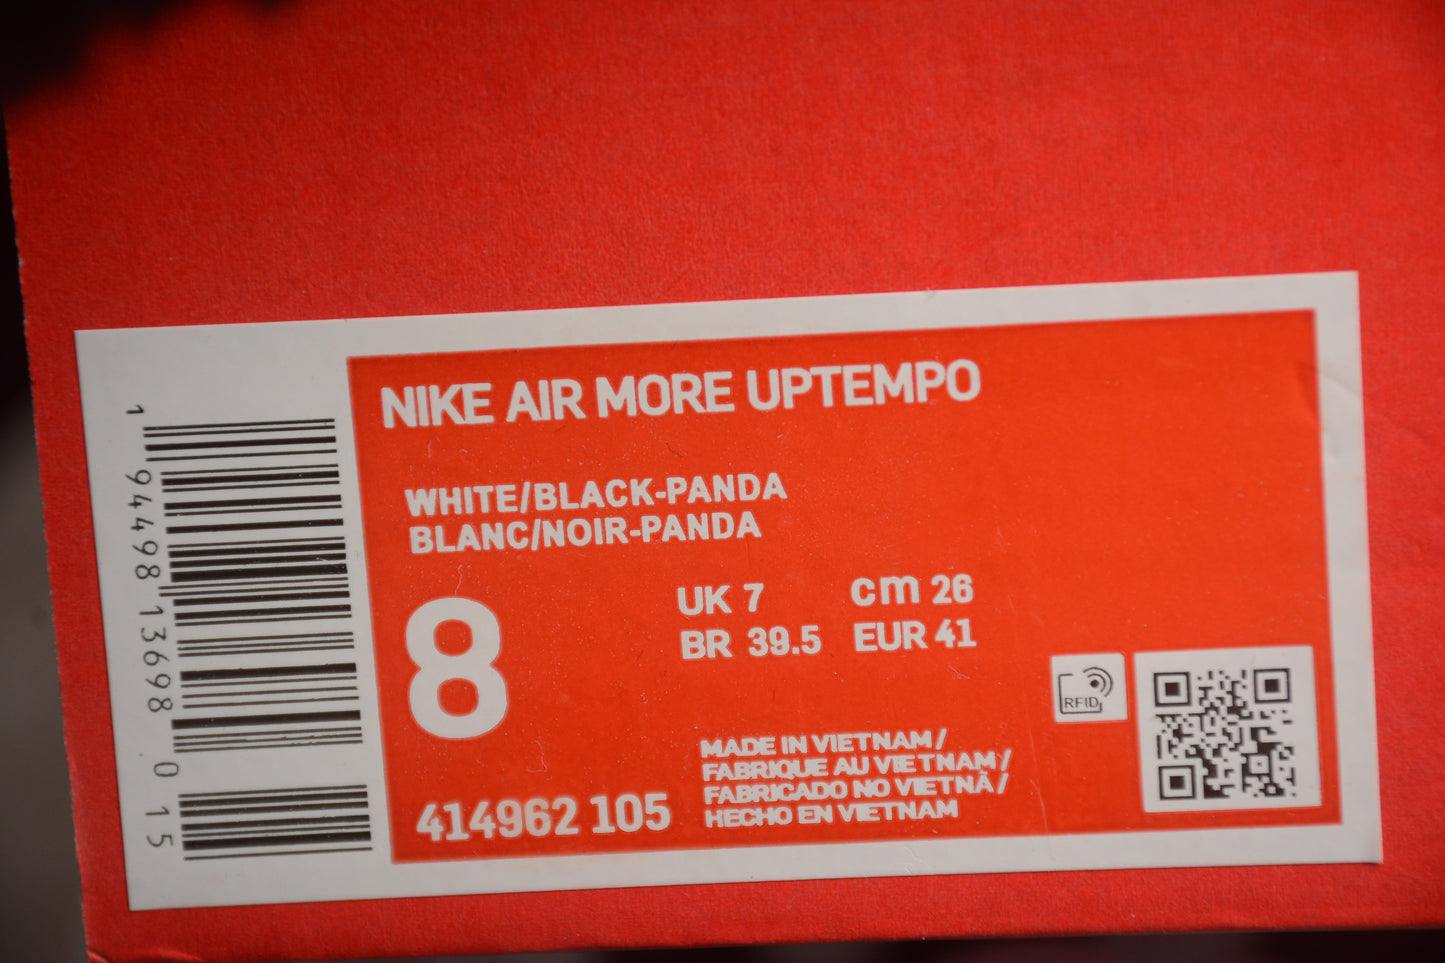 NIKE AIR MORE UPTEMPO
WHITE/BLACK-PANDA
BLANC/NOIR-PANDA
8
UK 7 cm 26
BR 39.5 EUR 41
MADE IN VIETNAM/
FABRIQUE AU VIETNAM/
FABRICADO NO VIETNÃ/
HECHO EN VIETNAM
414962 105
RFID
1 94498 13698 0 15